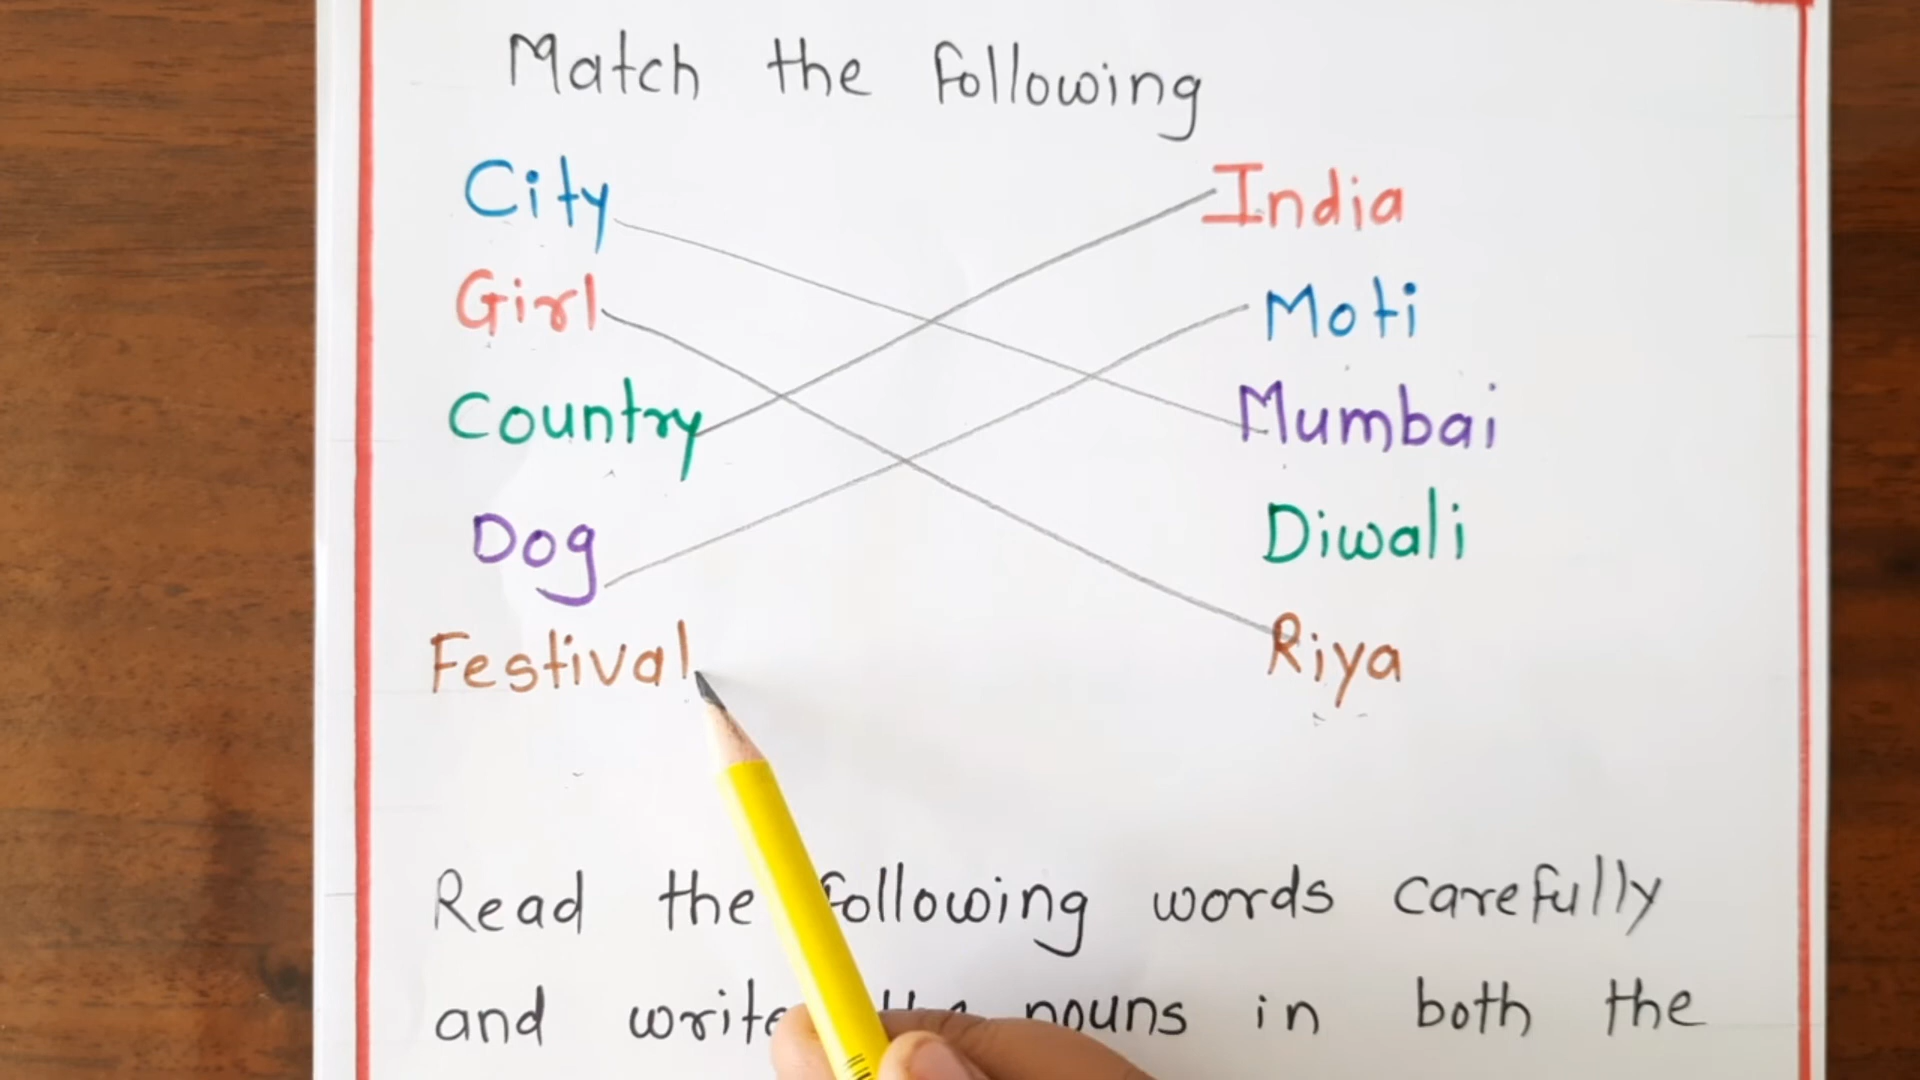 Match the following
City India
Girl Moti
Country Mumbai
Dog Diwali
Festival Riya
Read the following words carefully
and write nouns in both the